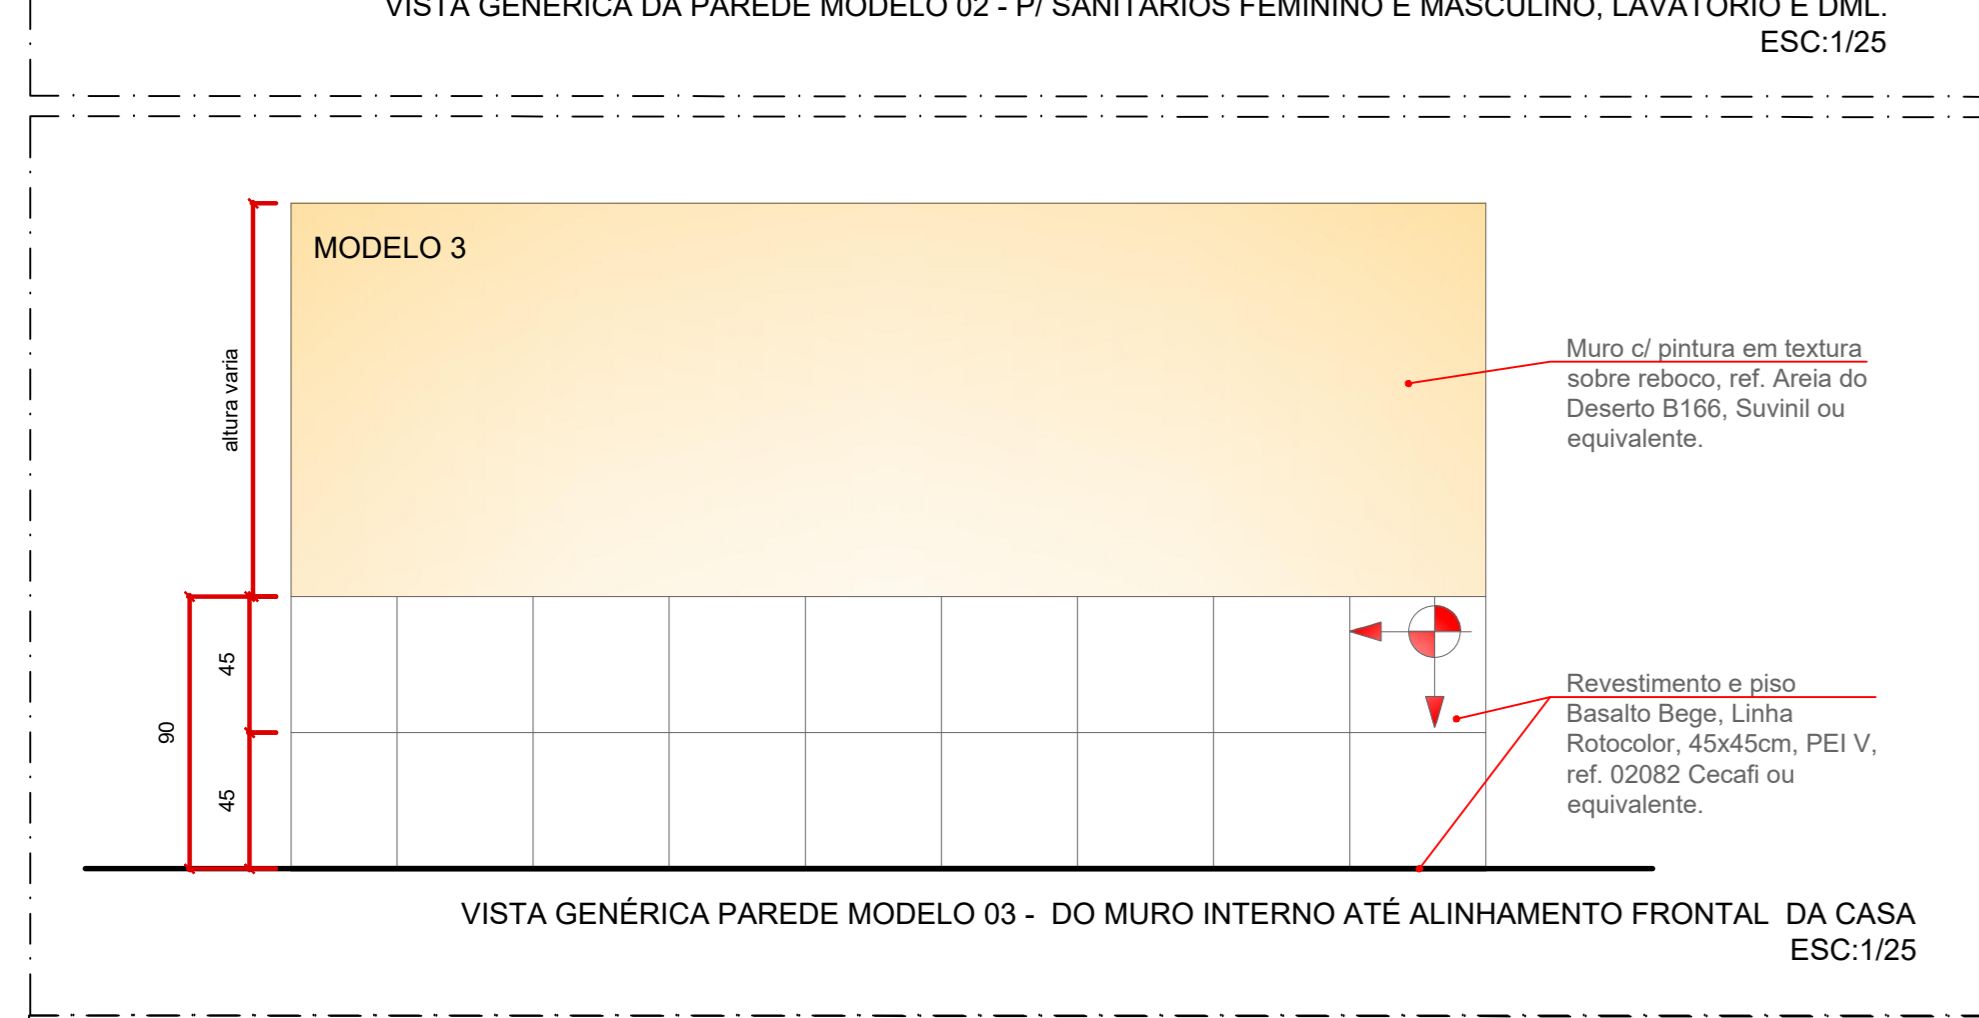 VISTA GENÉRICA DA PAREDE MODELO 02 - P/ SANITÁRIOS FEMININO E MASCULINO, LAVATÓRIO E DML.
ESC:1/25
MODELO 3
altura varia
Muro c/ pintura em textura
sobre reboco, ref. Areia do
Deserto B166, Suvinil ou
equivalente.
45
90
45
Revestimento e piso
Basalto Bege, Linha
Rotocolor, 45x45cm, PEI V,
ref. 02082 Cecafi ou
equivalente.
VISTA GENÉRICA PAREDE MODELO 03 - DO MURO INTERNO ATÉ ALINHAMENTO FRONTAL DA CASA
ESC:1/25